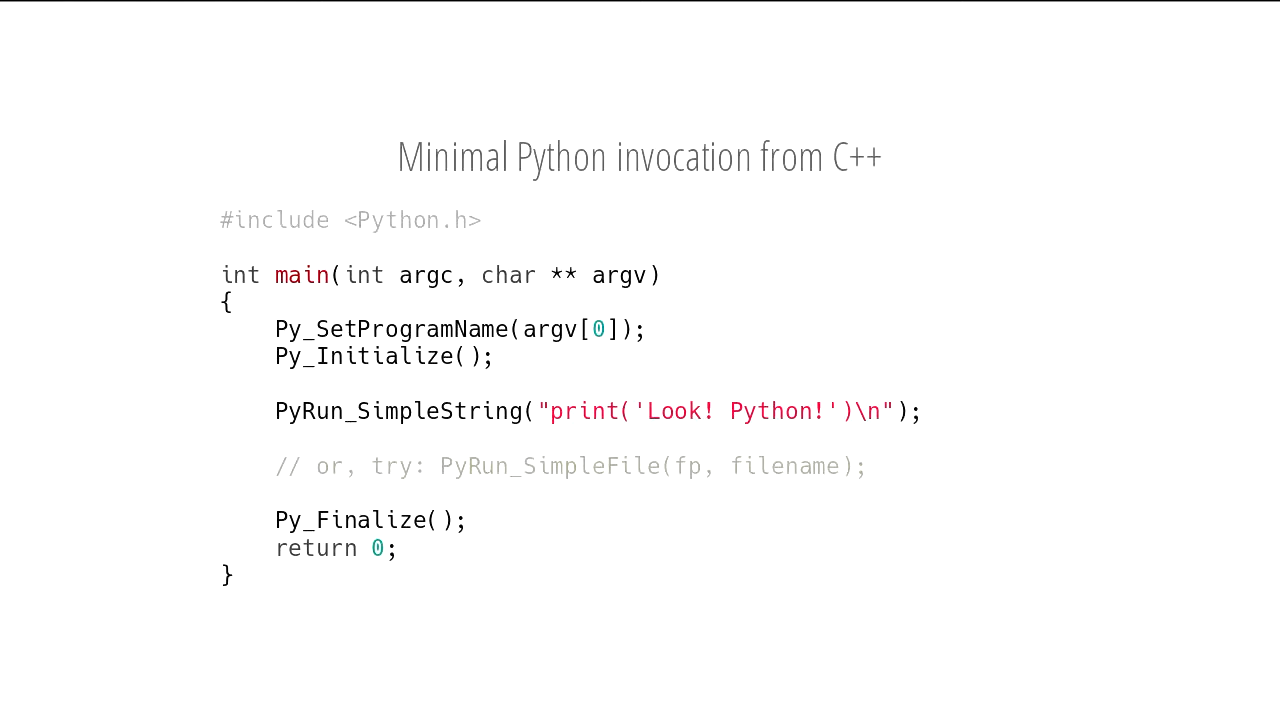 Minimal Python invocation from C++
#include <Python.h>
int main(int argc, char ** argv)
{
    Py_SetProgramName(argv[0]);
    Py_Initialize();
    PyRun_SimpleString("print('Look! Python!')\n");
    // or, try: PyRun_SimpleFile(fp, filename);
    Py_Finalize();
    return 0;
}